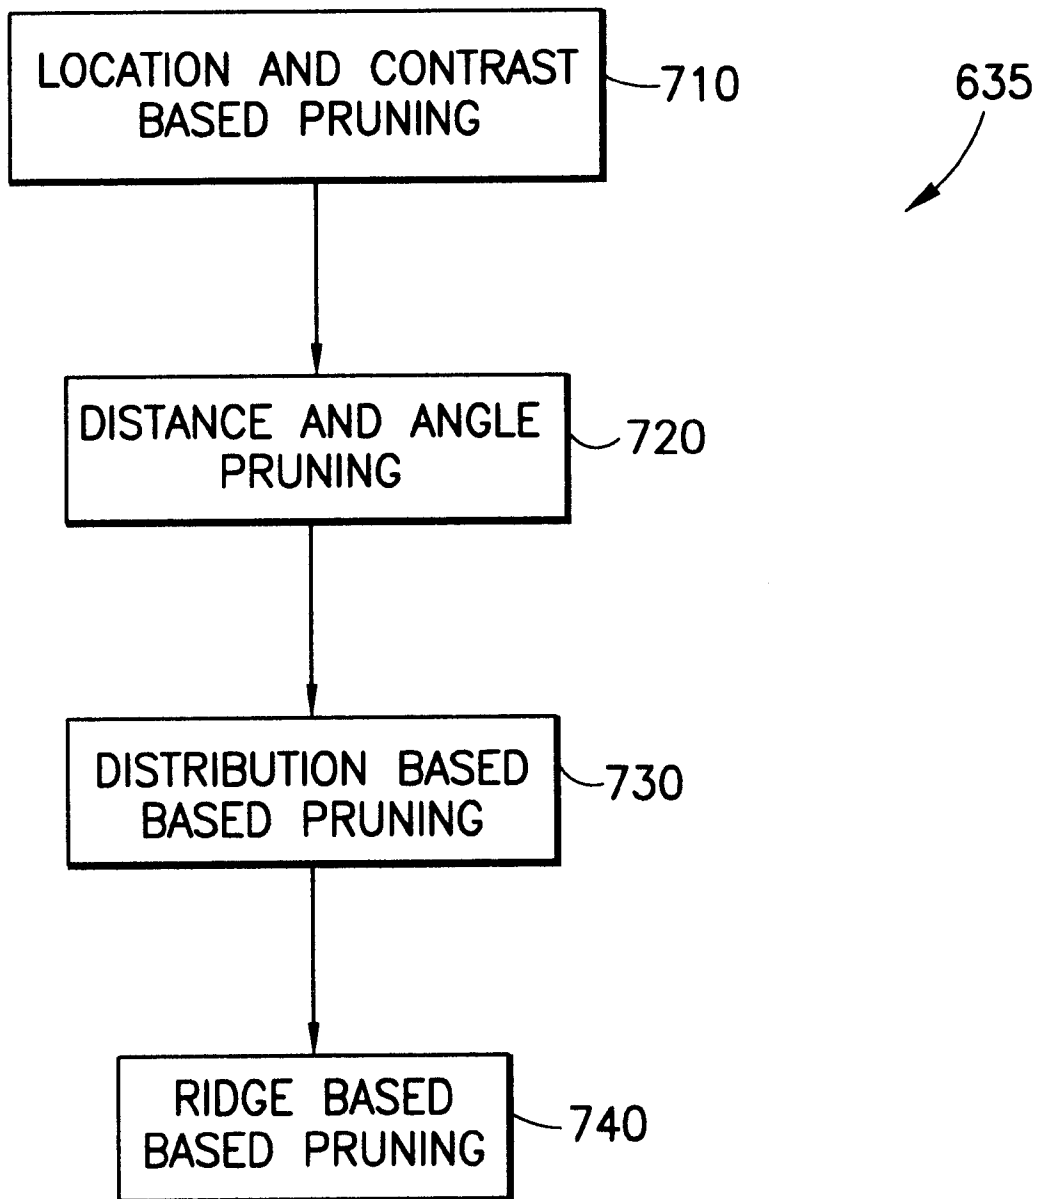 LOCATION AND CONTRAST
BASED PRUNING
710
635
DISTANCE AND ANGLE
PRUNING
720
DISTRIBUTION BASED
BASED PRUNING
730
RIDGE BASED
BASED PRUNING
740